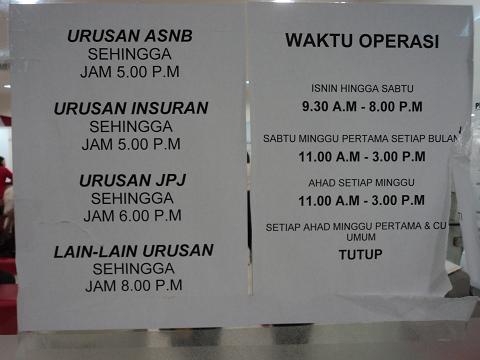 URUSAN ASNB
SEHINGGA
JAM 5.00 P.M
URUSAN INSURAN
SEHINGGA
JAM 5.00 P.M
URUSAN JPJ
SEHINGGA
JAM 6.00 P.M
LAIN-LAIN URUSAN
SEHINGGA
JAM 8.00 P.M
WAKTU OPERASI
ISNIN HINGGA SABTU
9.30 A.M - 8.00 P.M
SABTU MINGGU PERTAMA SETIAP BULAN
11.00 A.M - 3.00 P.M
AHAD SETIAP MINGGU
11.00 A.M - 3.00 P.M
SETIAP AHAD MINGGU PERTAMA & CU
UMUM
TUTUP